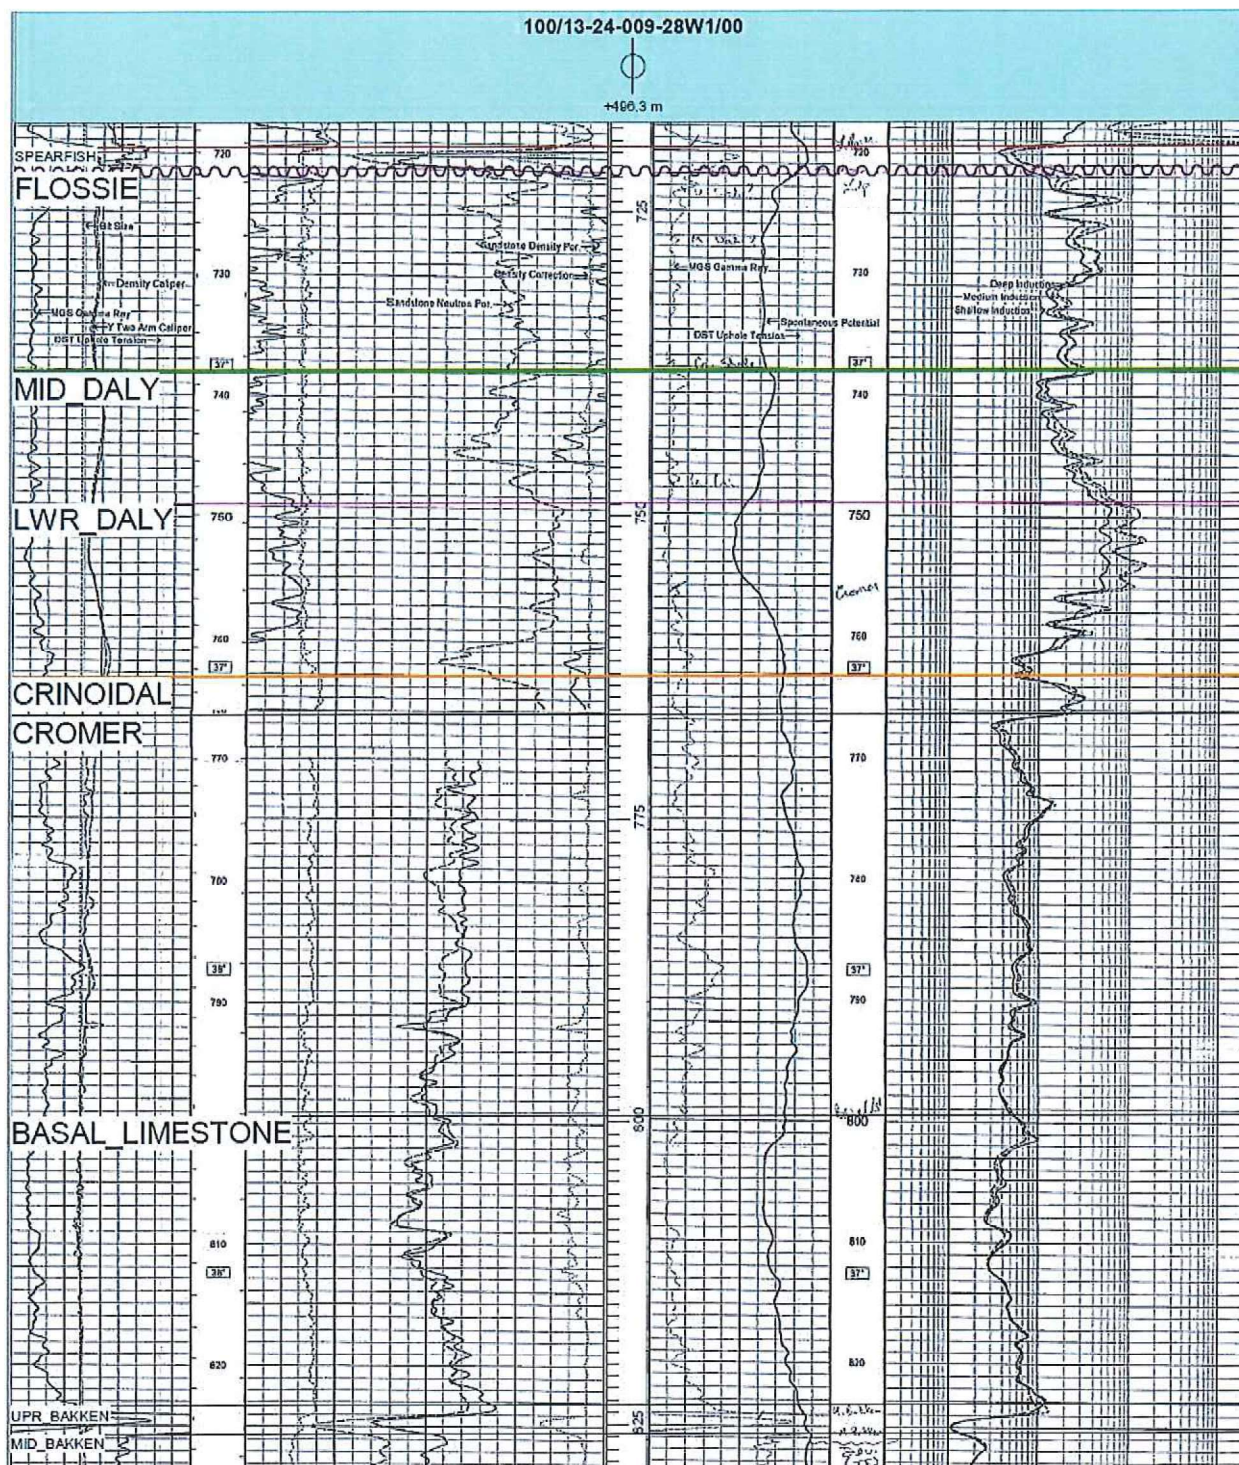 100/13-24-009-28W1/00
+496.3 m
SPEARFISH
720
720
FLOSSIE
725
Bit Size
Sandstone Density Por.
MGS Gamma Ray
730
Density Correction
730
Density Caliper
Deep Induction
Medium Induction
Sandstone Neutron Por.
Shallow Induction
MGS Gamma Ray
Spontaneous Potential
Y Two Arm Caliper
DST Uphole Tension
DST Uphole Tension
37°
37°
MID_DALY
740
740
LWR_DALY
750
750
750
Cromer
760
760
37°
37°
CRINOIDAL
CROMER
770
770
775
780
780
38°
37°
790
790
BASAL_LIMESTONE
800
800
810
810
38°
37°
820
820
UPR_BAKKEN
825
MID_BAKKEN